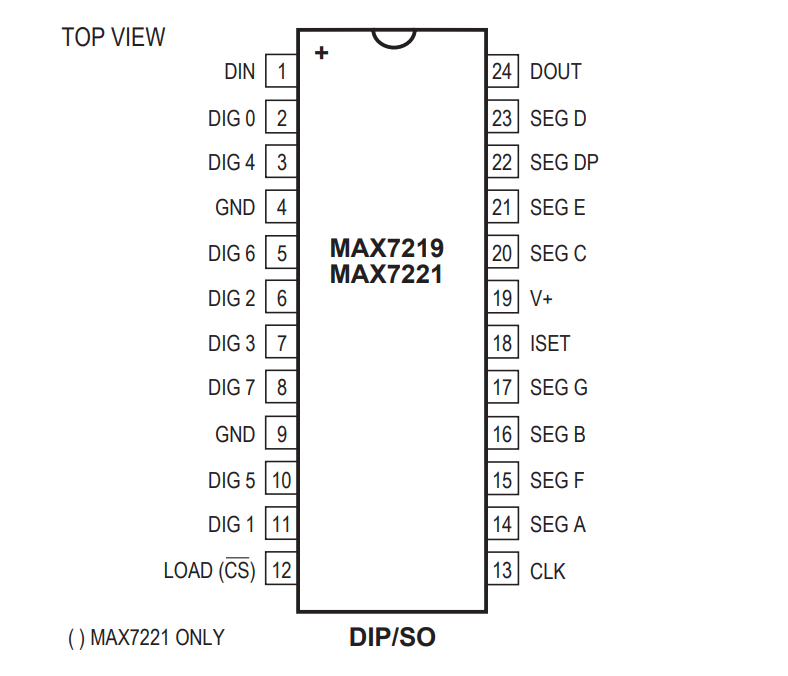 TOP VIEW
+
DIN 1 24 DOUT
DIG 0 2 23 SEG D
DIG 4 3 22 SEG DP
GND 4 21 SEG E
DIG 6 5 20 SEG C
MAX7219
MAX7221
DIG 2 6 19 V+
DIG 3 7 18 ISET
DIG 7 8 17 SEG G
GND 9 16 SEG B
DIG 5 10 15 SEG F
DIG 1 11 14 SEG A
LOAD (C̅S̅) 12 13 CLK
( ) MAX7221 ONLY
DIP/SO